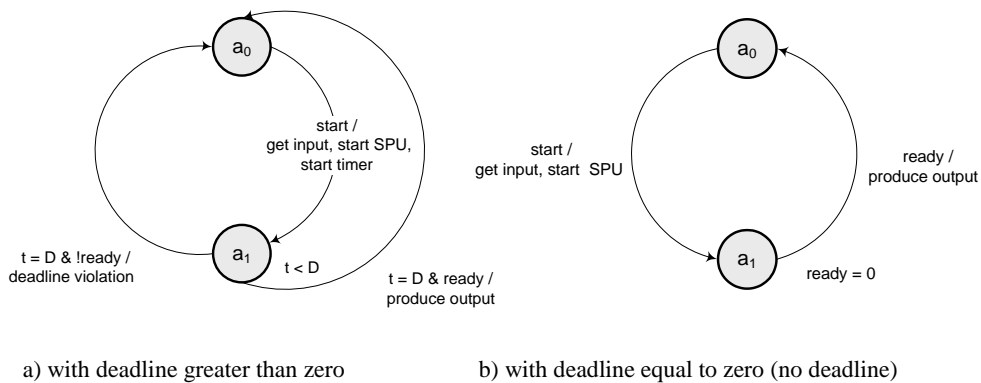 a0
start /
get input, start SPU,
start timer
t = D & !ready /
deadline violation
a1
t < D
t = D & ready /
produce output
a) with deadline greater than zero
a0
start /
get input, start SPU
ready /
produce output
a1
ready = 0
b) with deadline equal to zero (no deadline)